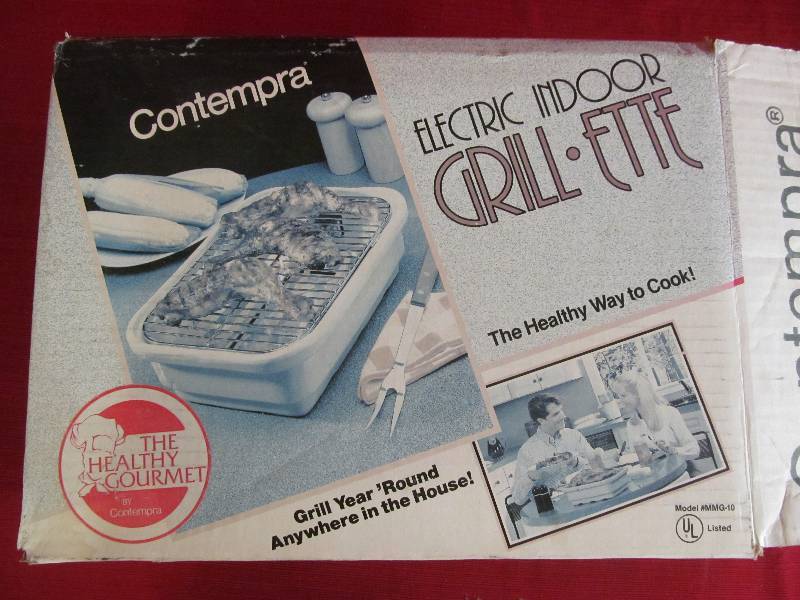 Contempra®
ELECTRIC INDOOR
GRILL•ETTE
The Healthy Way to Cook!
THE
HEALTHY
GOURMET
BY
Contempra
Grill Year 'Round
Anywhere in the House!
Model #MMG-10
UL Listed
Contempra®